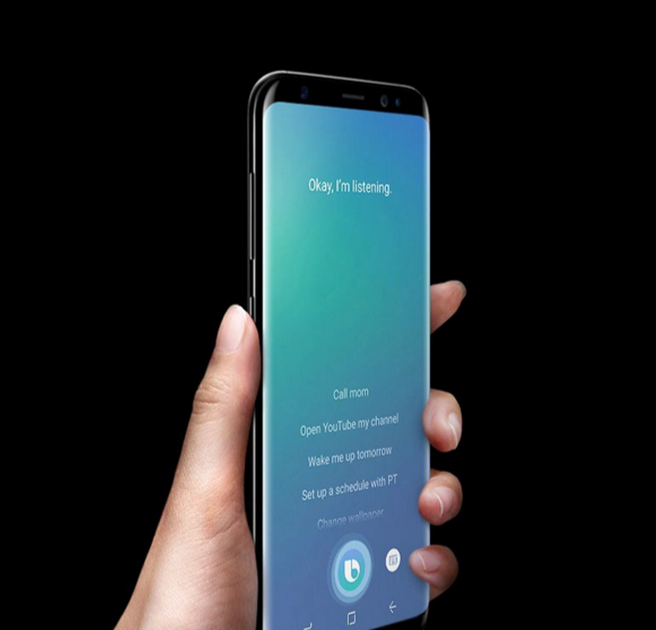 Okay, I'm listening.
Call mom
Open YouTube my channel
Wake me up tomorrow
Set up a schedule with PT
Change wallpaper